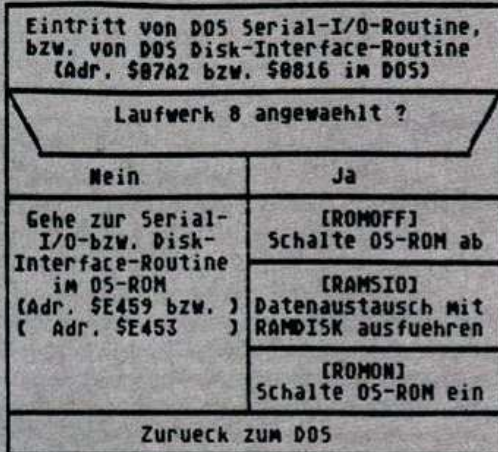 Eintritt von DOS Serial-I/O-Routine,
bzw. von DOS Disk-Interface-Routine
(Adr. $07A2 bzw. $0816 im DOS)
Laufwerk 8 angewaehlt ?
Nein
Ja
Gehe zur Serial-
I/O-bzw. Disk-
Interface-Routine
im OS-ROM
(Adr. $E459 bzw. )
( Adr. $E453 )
[ROMOFF]
Schalte OS-ROM ab
[RAMSIO]
Datenaustausch mit
RAMDISK ausfuehren
[ROMON]
Schalte OS-ROM ein
Zurueck zum DOS